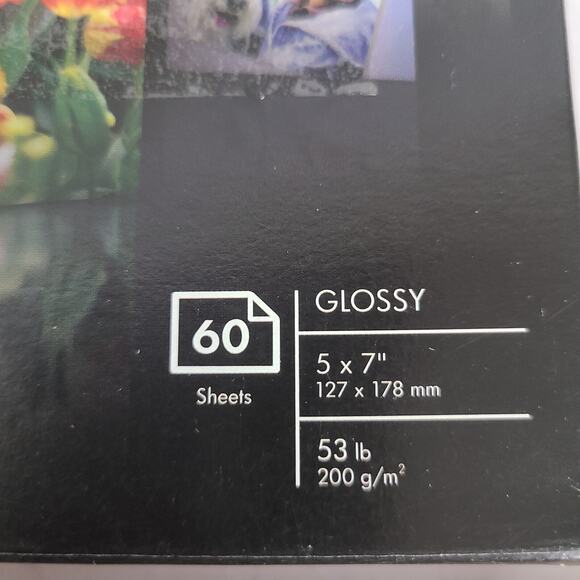 60
Sheets
GLOSSY
5 x 7"
127 x 178 mm
53 lb
200 g/m²